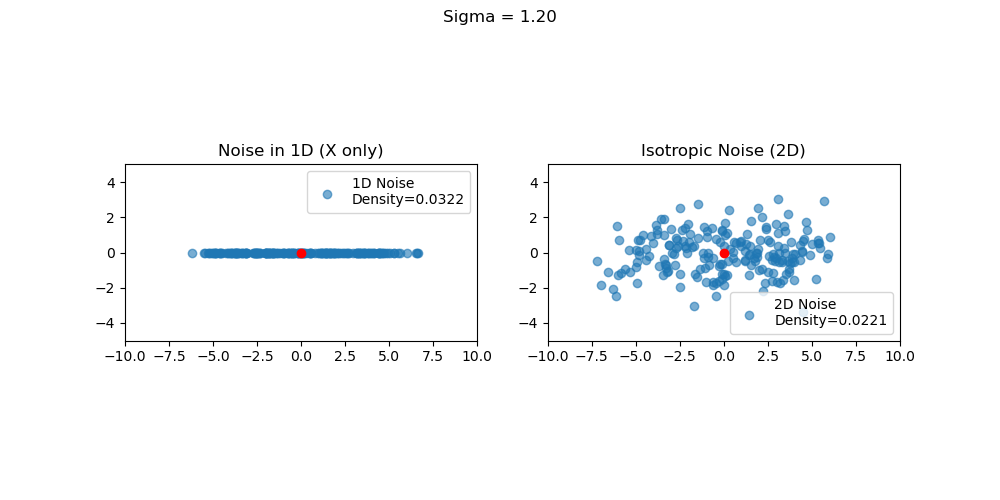 Sigma = 1.20
Noise in 1D (X only)
1D Noise
Density=0.0322
4
2
0
−2
−4
−10.0 −7.5 −5.0 −2.5 0.0 2.5 5.0 7.5 10.0
Isotropic Noise (2D)
2D Noise
Density=0.0221
4
2
0
−2
−4
−10.0 −7.5 −5.0 −2.5 0.0 2.5 5.0 7.5 10.0